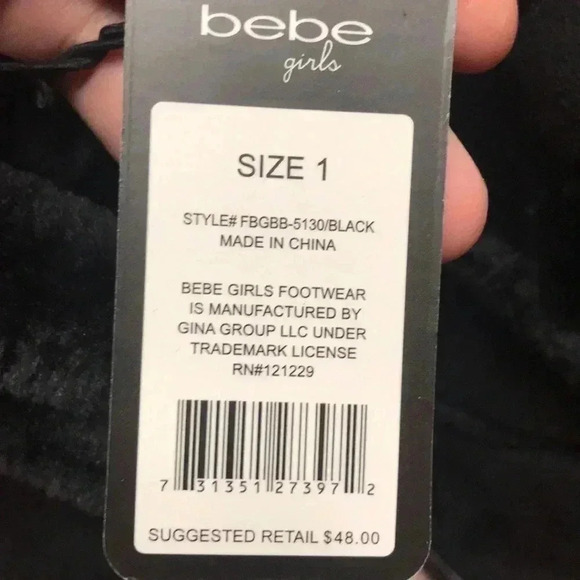 bebe
girls
SIZE 1
STYLE# FBGBB-5130/BLACK
MADE IN CHINA
BEBE GIRLS FOOTWEAR
IS MANUFACTURED BY
GINA GROUP LLC UNDER
TRADEMARK LICENSE
RN#121229
7 31351 27397 2
SUGGESTED RETAIL $48.00